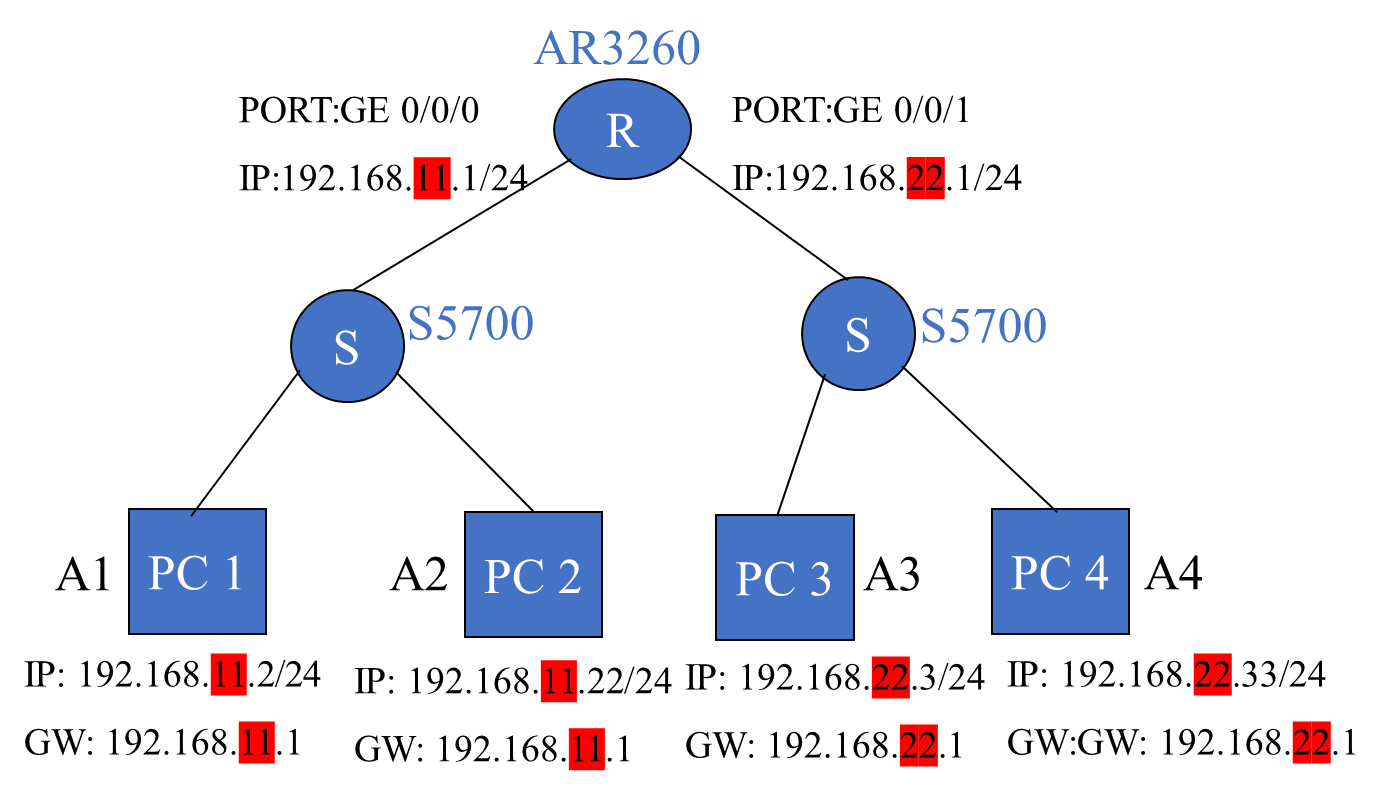 AR3260
PORT:GE 0/0/0
PORT:GE 0/0/1
R
IP:192.168.11.1/24
IP:192.168.22.1/24
S
S5700
S
S5700
A1
PC 1
A2
PC 2
PC 3
A3
PC 4
A4
IP: 192.168.11.2/24
IP: 192.168.11.22/24
IP: 192.168.22.3/24
IP: 192.168.22.33/24
GW: 192.168.11.1
GW: 192.168.11.1
GW: 192.168.22.1
GW:GW: 192.168.22.1